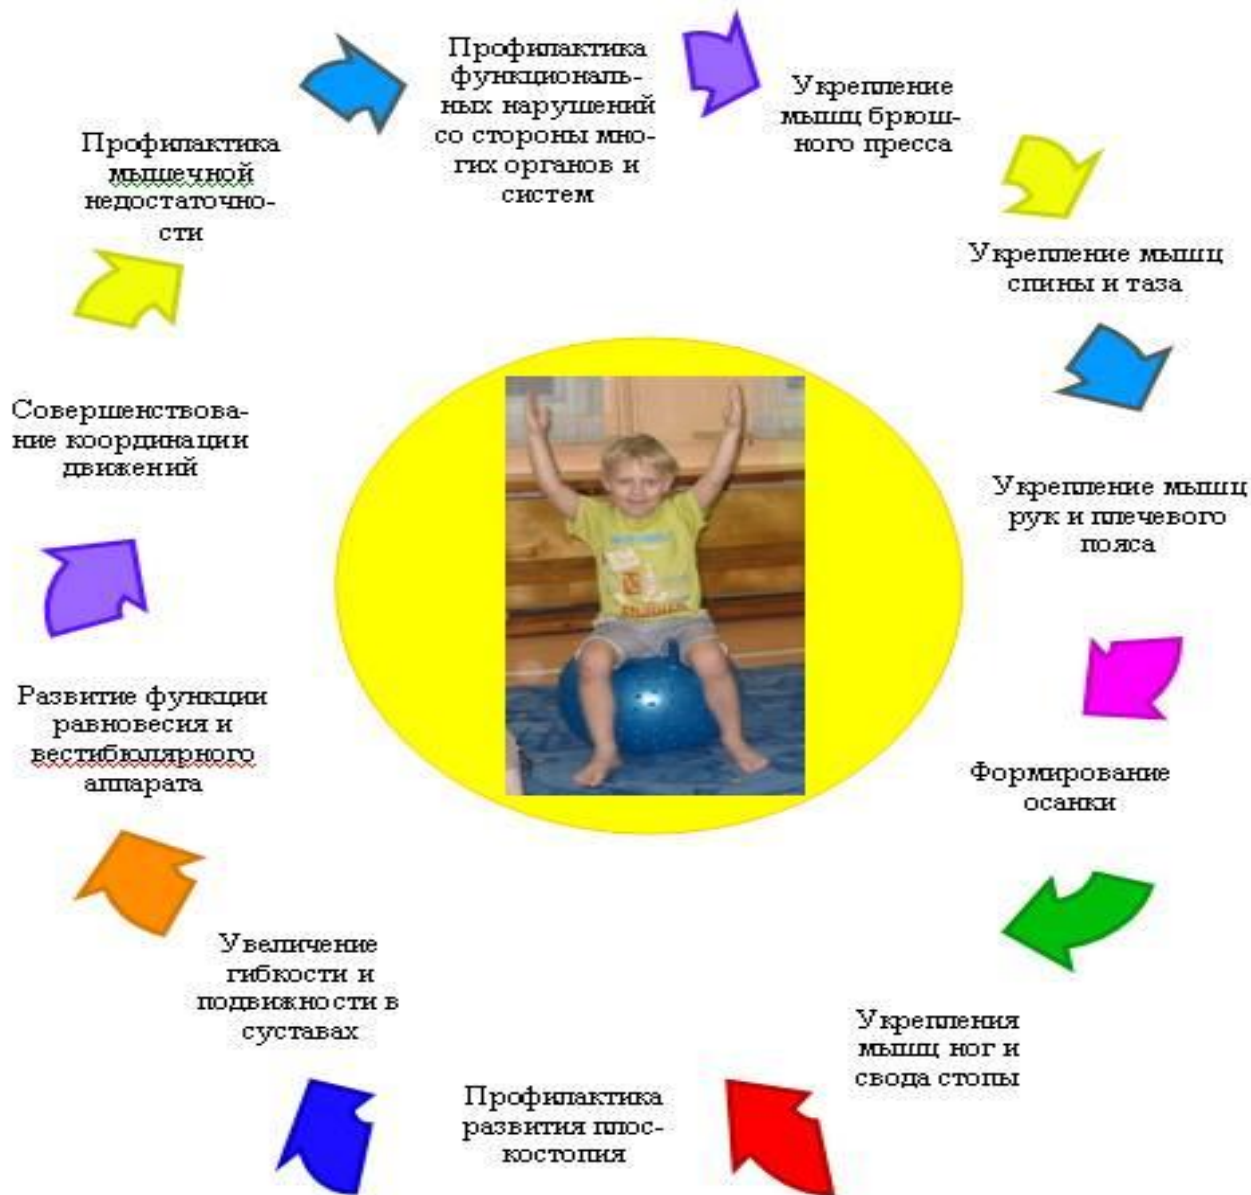 Профилактика
функциональ-
ных нарушений
со стороны мно-
гих органов и
систем
Укрепление
мышц брюш-
ного пресса
Укрепление мышц
спины и таза
Укрепление мышц
рук и плечевого
пояса
Формирование
осанки
Укрепления
мышц ног и
свода стопы
Профилактика
развития плос-
костопия
Увеличение
гибкости и
подвижности в
суставах
Развитие функции
равновесия и
вестибюлярного
аппарата
Совершенствова-
ние координации
движений
Профилактика
мышечной
недостаточно-
сти